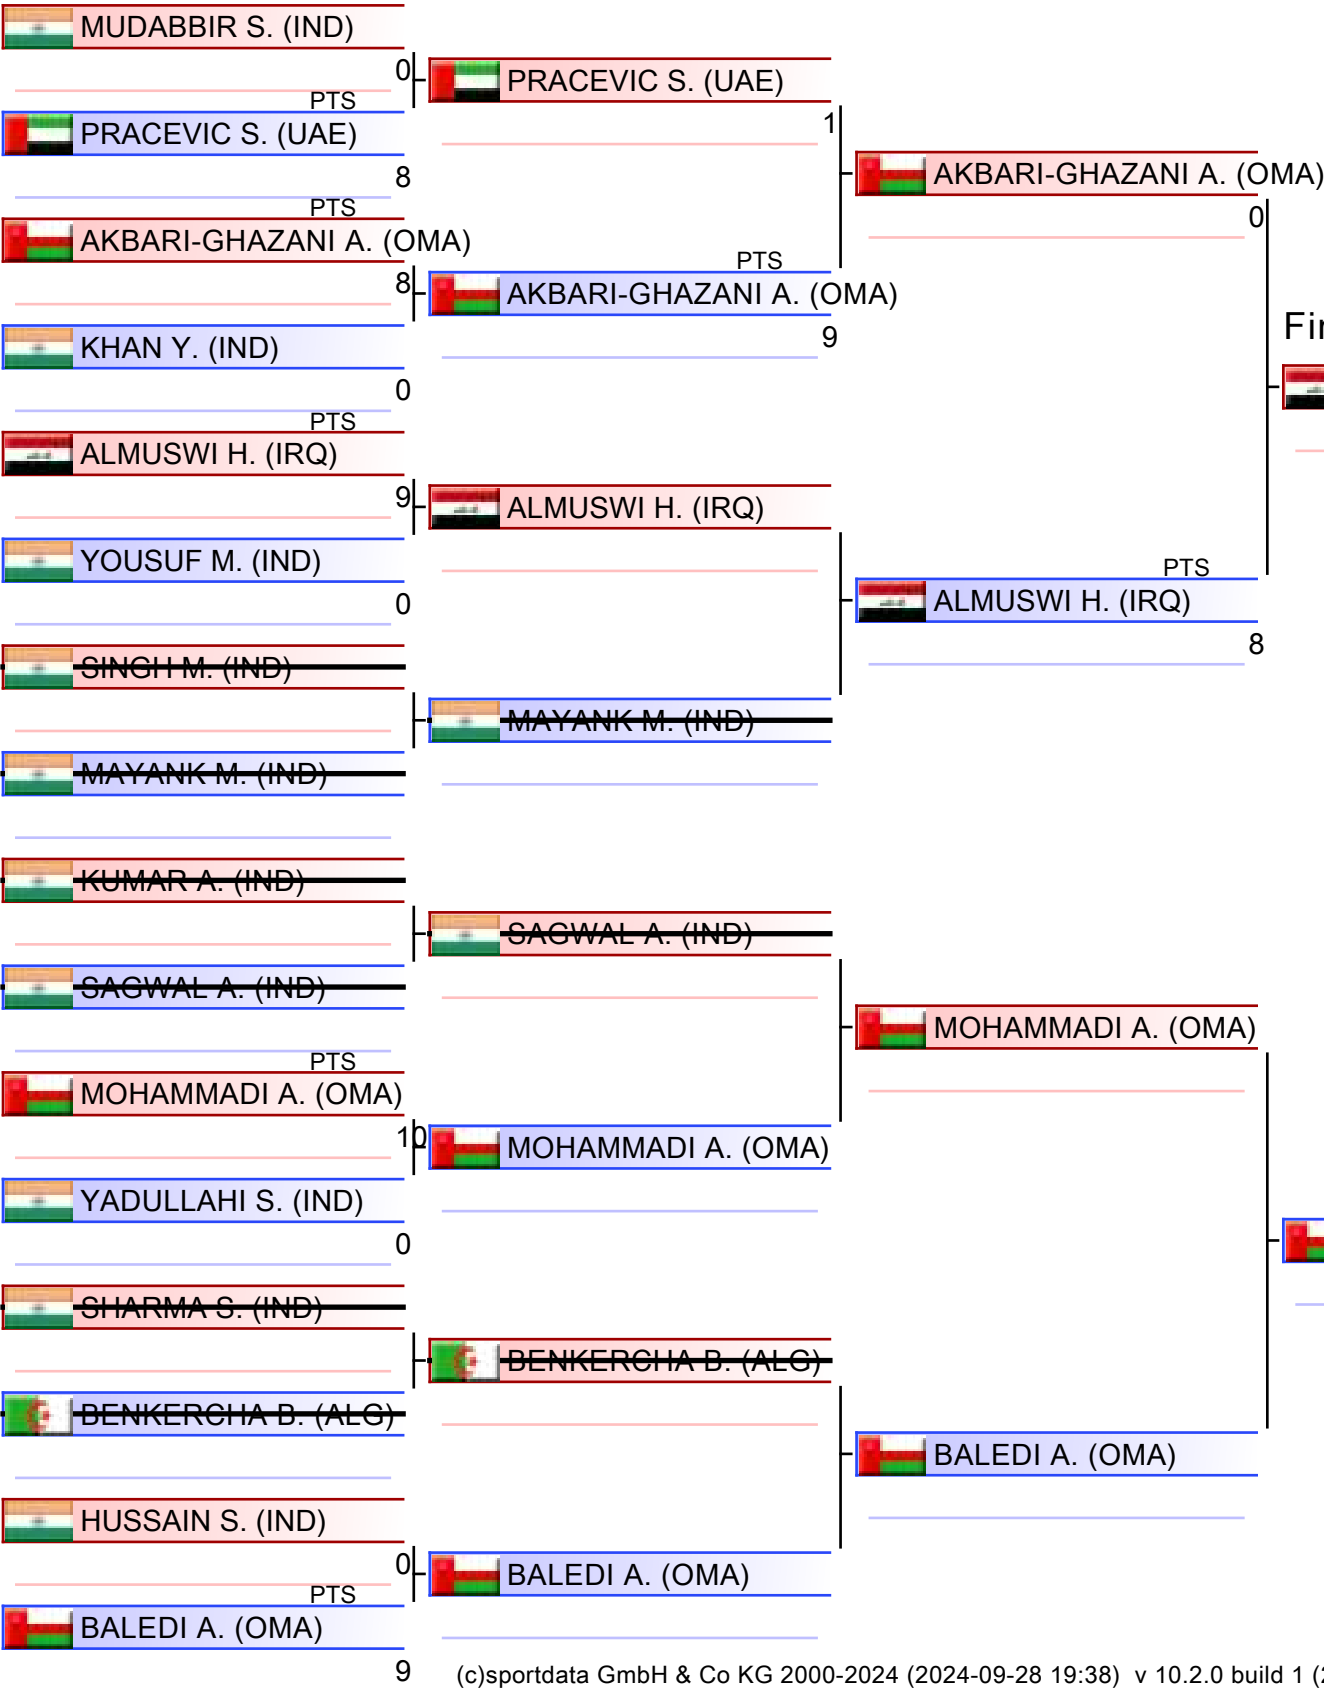 MUDABBIR S. (IND)
0
PTS
PRACEVIC S. (UAE)
8
PTS
AKBARI-GHAZANI A. (OMA)
8
KHAN Y. (IND)
0
PTS
ALMUSWI H. (IRQ)
9
YOUSUF M. (IND)
0
SINGH M. (IND)
MAYANK M. (IND)
KUMAR A. (IND)
SAGWAL A. (IND)
PTS
MOHAMMADI A. (OMA)
10
YADULLAHI S. (IND)
0
SHARMA S. (IND)
BENKERCHA B. (ALG)
HUSSAIN S. (IND)
0
PTS
BALEDI A. (OMA)
9
PRACEVIC S. (UAE)
1
PTS
AKBARI-GHAZANI A. (OMA)
9
ALMUSWI H. (IRQ)
MAYANK M. (IND)
SAGWAL A. (IND)
MOHAMMADI A. (OMA)
BENKERCHA B. (ALG)
BALEDI A. (OMA)
AKBARI-GHAZANI A. (OMA)
0
PTS
ALMUSWI H. (IRQ)
8
MOHAMMADI A. (OMA)
BALEDI A. (OMA)
(c)sportdata GmbH & Co KG 2000-2024 (2024-09-28 19:38) v 10.2.0 build 1